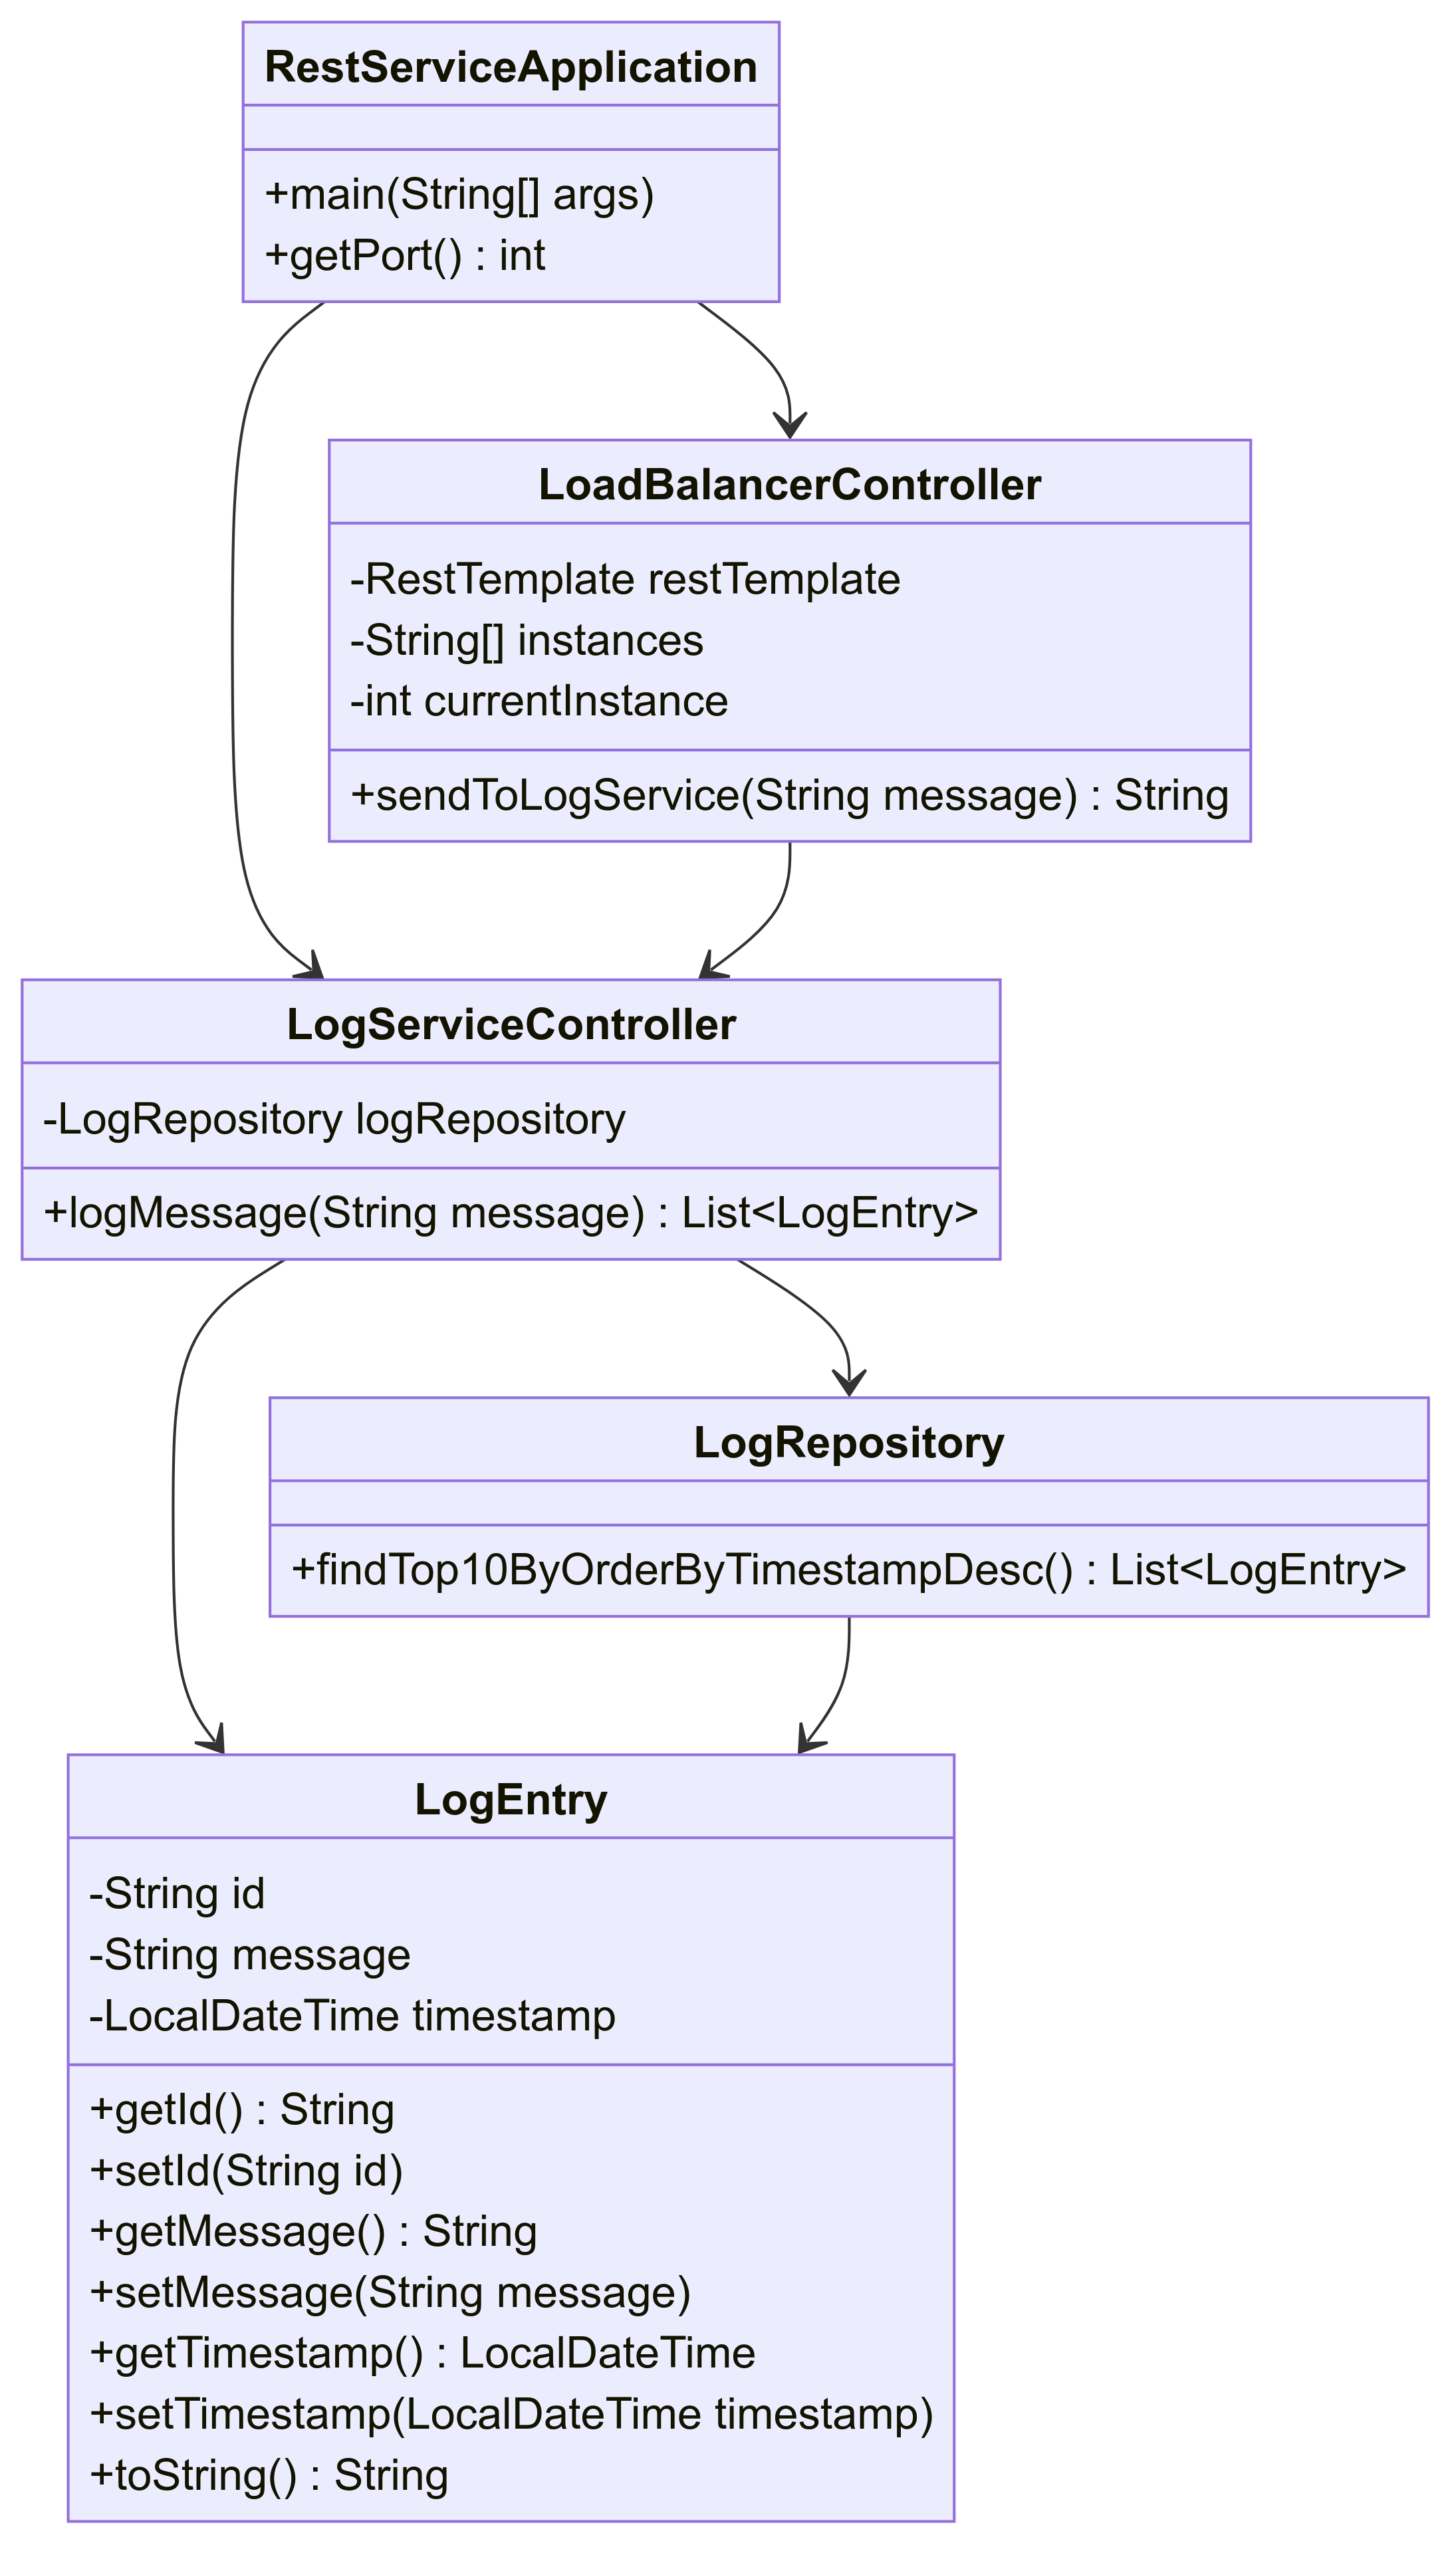 RestServiceApplication
+main(String[] args)
+getPort() : int
LoadBalancerController
-RestTemplate restTemplate
-String[] instances
-int currentInstance
+sendToLogService(String message) : String
LogServiceController
-LogRepository logRepository
+logMessage(String message) : List<LogEntry>
LogRepository
+findTop10ByOrderByTimestampDesc() : List<LogEntry>
LogEntry
-String id
-String message
-LocalDateTime timestamp
+getId() : String
+setId(String id)
+getMessage() : String
+setMessage(String message)
+getTimestamp() : LocalDateTime
+setTimestamp(LocalDateTime timestamp)
+toString() : String